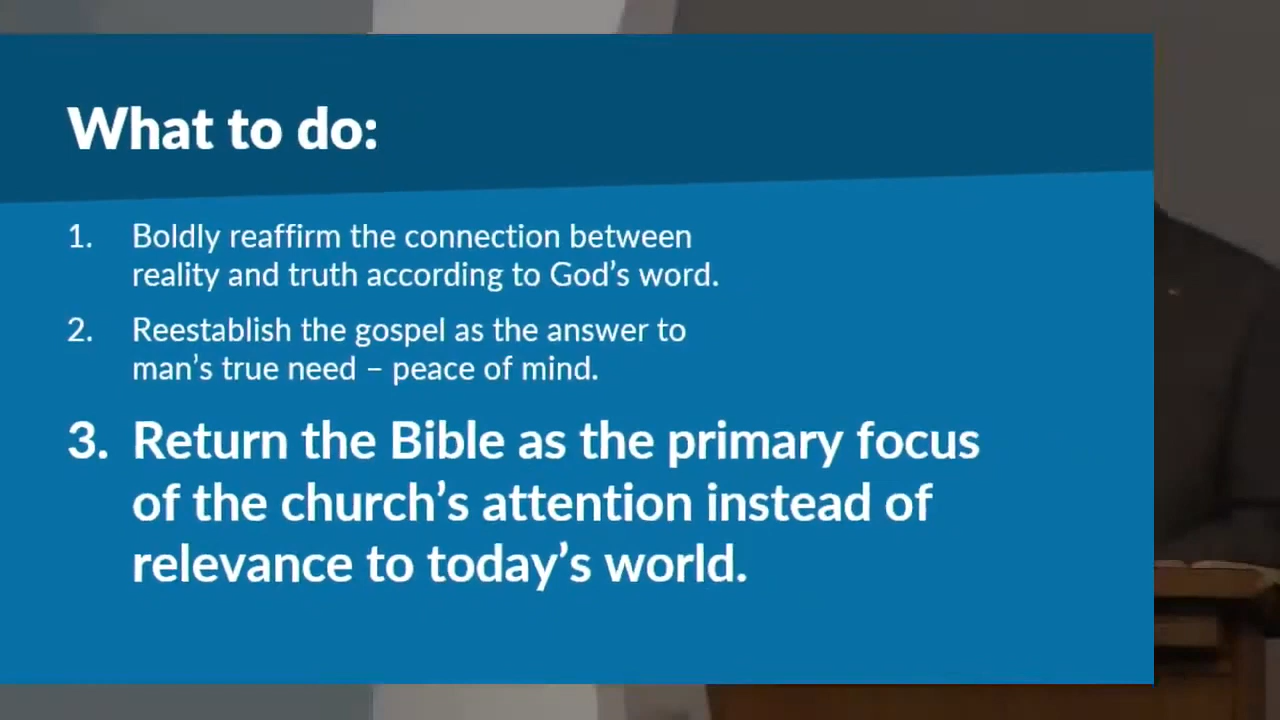 What to do:
1. Boldly reaffirm the connection between
reality and truth according to God's word.
2. Reestablish the gospel as the answer to
man's true need – peace of mind.
3. Return the Bible as the primary focus
of the church's attention instead of
relevance to today's world.